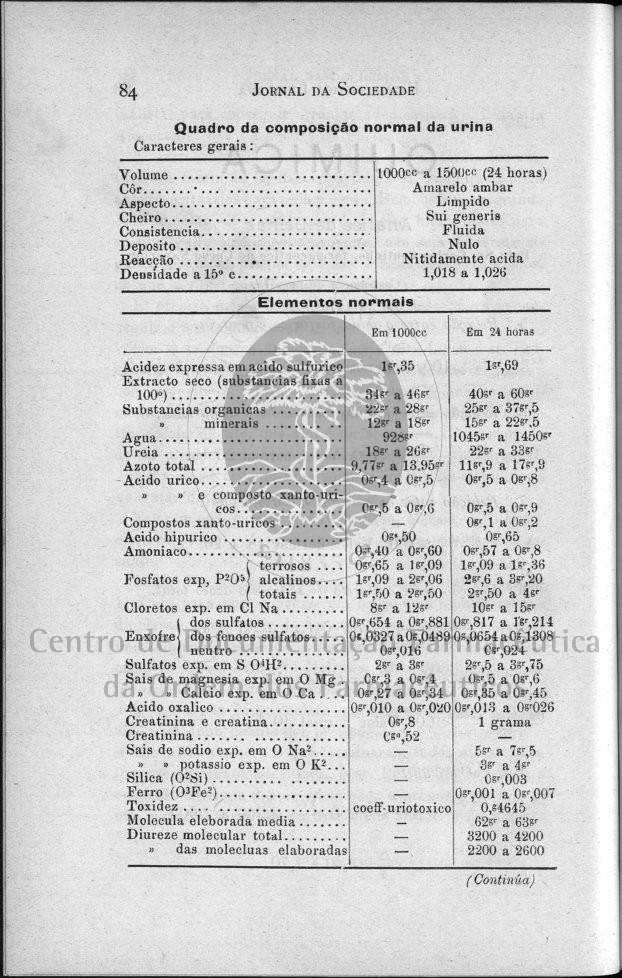 84 JORNAL DA SOCIEDADE
Quadro da composição normal da urina
Caracteres gerais:
Volume .......... 1000cc a 1500cc (24 horas)
Côr.......... Amarelo ambar
Aspecto.......... Limpido
Cheiro.......... Sui generis
Consistencia.......... Fluida
Deposito.......... Nulo
Reacção.......... Nitidamente acida
Densidade a 15º c.......... 1,018 a 1,026
Elementos normais
Em 1000cc Em 24 horas
Acidez expressa em acido sulfurico 1gr,35 1gr,69
Extracto seco (substancias fixas a
100º).......... 34gr a 46gr 40gr a 60gr
Substancias organicas.......... 22gr a 28gr 25gr a 37gr,5
» minerais.......... 12gr a 18gr 15gr a 22gr,5
Agua.......... 928gr 1045gr a 1450gr
Ureia.......... 18gr a 26gr 22gr a 33gr
Azoto total.......... 9,77gr a 13,95gr 11gr,9 a 17gr,9
Acido urico.......... 0gr,4 a 0gr,5 0gr,5 a 0gr,8
» » e composto xanto-uri-
cos.......... 0gr,5 a 0gr,6 0gr,5 a 0gr,9
Compostos xanto-uricos.......... — 0gr,1 a 0gr,2
Acido hipurico.......... 0gr,50 0gr,65
Amoniaco.......... 0gr,40 a 0gr,60 0gr,57 a 0gr,8
terrosos.......... 0gr,65 a 1gr,09 1gr,09 a 1gr,36
Fosfatos exp, P²O⁵ alcalinos.......... 1gr,09 a 2gr,06 2gr,6 a 3gr,20
totais.......... 1gr,50 a 2gr,50 2gr,50 a 4gr
Cloretos exp. em Cl Na.......... 8gr a 12gr 10gr a 15gr
dos sulfatos.......... 0gr,654 a 0gr,881 0gr,817 a 1gr,214
Enxofre dos fenoes sulfatos.......... 0g,0327 a 0g,0489 0g,0654 a 0g,1308
neutro.......... 0gr,016 0gr,024
Sulfatos exp. em S O⁴H².......... 2gr a 3gr 2gr,5 a 3gr,75
Sais de magnesia exp. em O Mg. 0gr,3 a 0gr,4 0gr,5 a 0gr,6
» » Calcio exp. em O Ca.. 0gr,27 a 0gr,34 0gr,35 a 0gr,45
Acido oxalico.......... 0gr,010 a 0gr,020 0gr,013 a 0gr026
Creatinina e creatina.......... 0gr,8 1 grama
Creatinina.......... 0gr,52 —
Sais de sodio exp. em O Na²..... — 5gr a 7gr,5
» » potassio exp. em O K²... — 3gr a 4gr
Silica (O²Si).......... — 0gr,003
Ferro (O³Fe²).......... — 0gr,001 a 0gr,007
Toxidez.......... coeff-uriotoxico 0,g4645
Molecula eleborada media....... – 62gr a 63gr
Diureze molecular total......... — 3200 a 4200
» das molecluas elaboradas — 2200 a 2600
(Continúa)
Centro de Documentação Farmacêutica
da Ordem dos Farmacêuticos